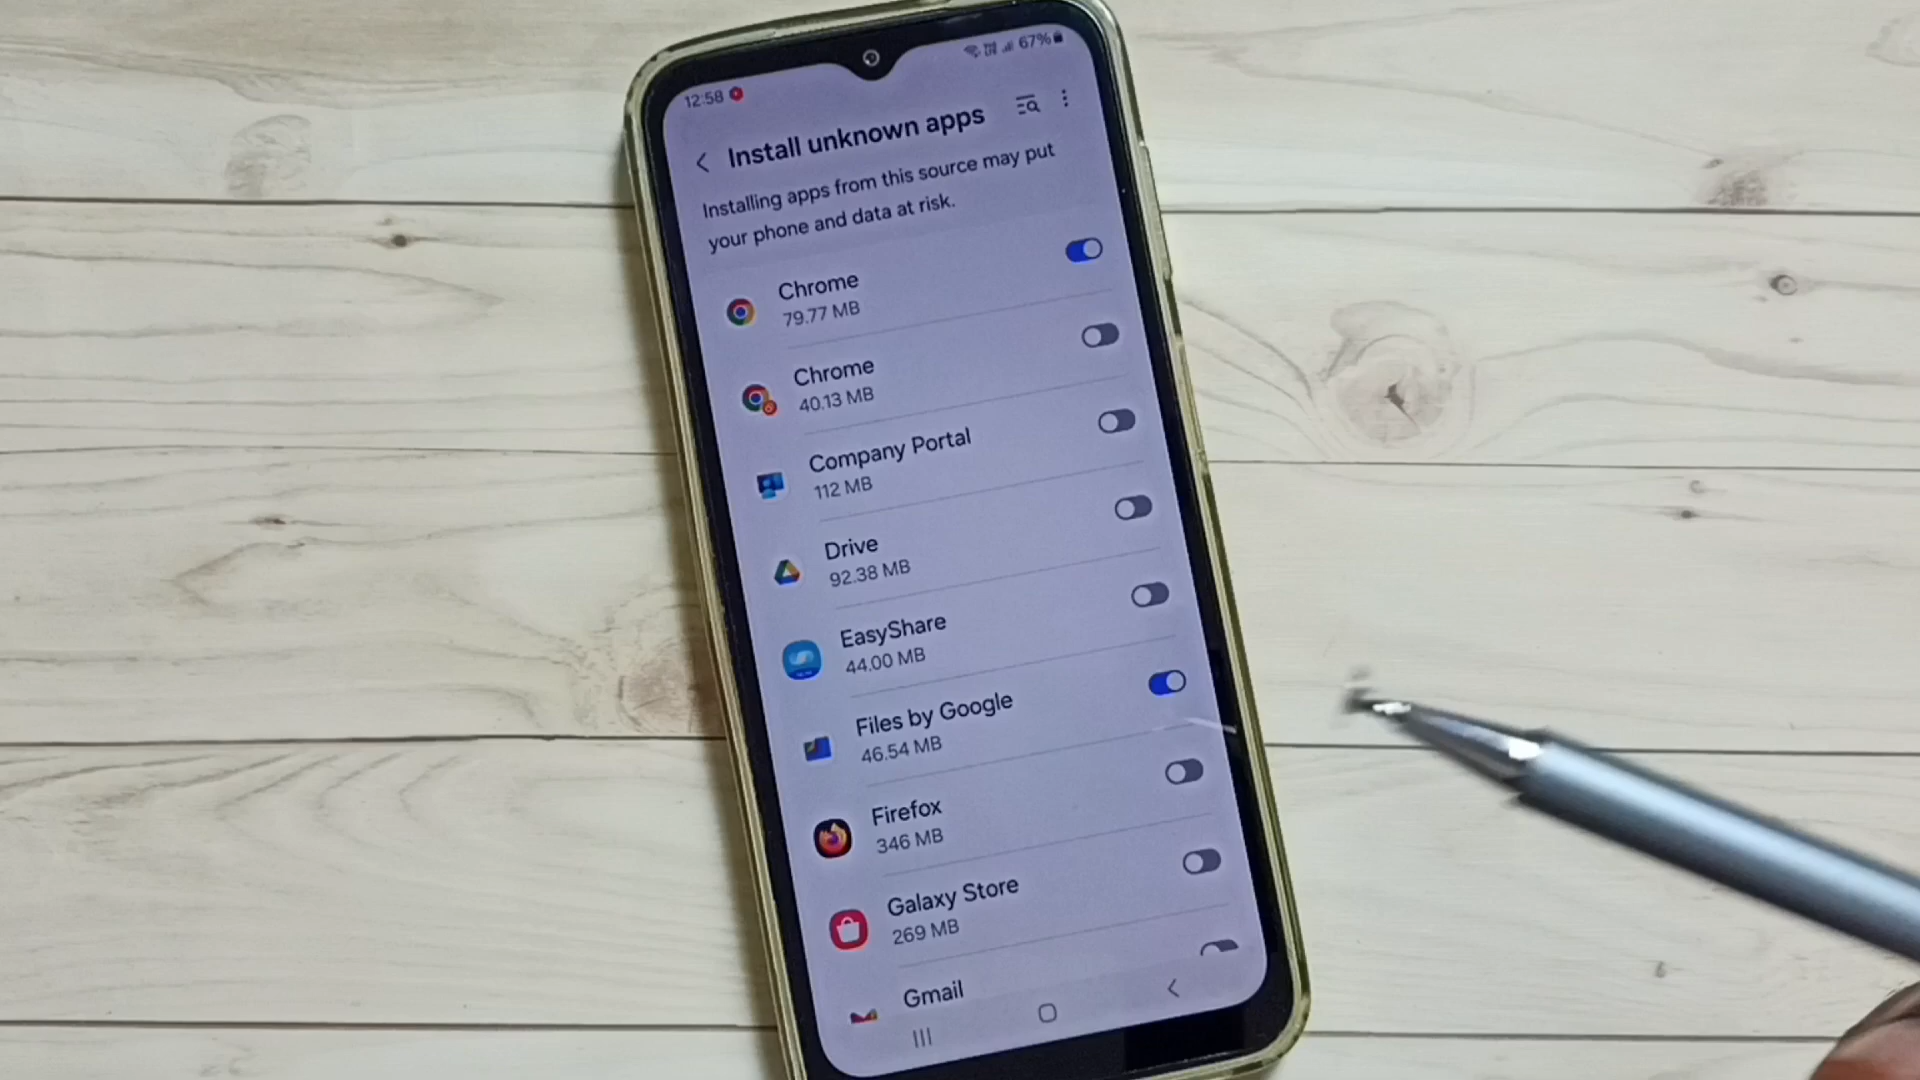 12:58
67%
Install unknown apps
Installing apps from this source may put
your phone and data at risk.
Chrome
79.77 MB
Chrome
40.13 MB
Company Portal
112 MB
Drive
92.38 MB
EasyShare
44.00 MB
Files by Google
46.54 MB
Firefox
346 MB
Galaxy Store
269 MB
Gmail